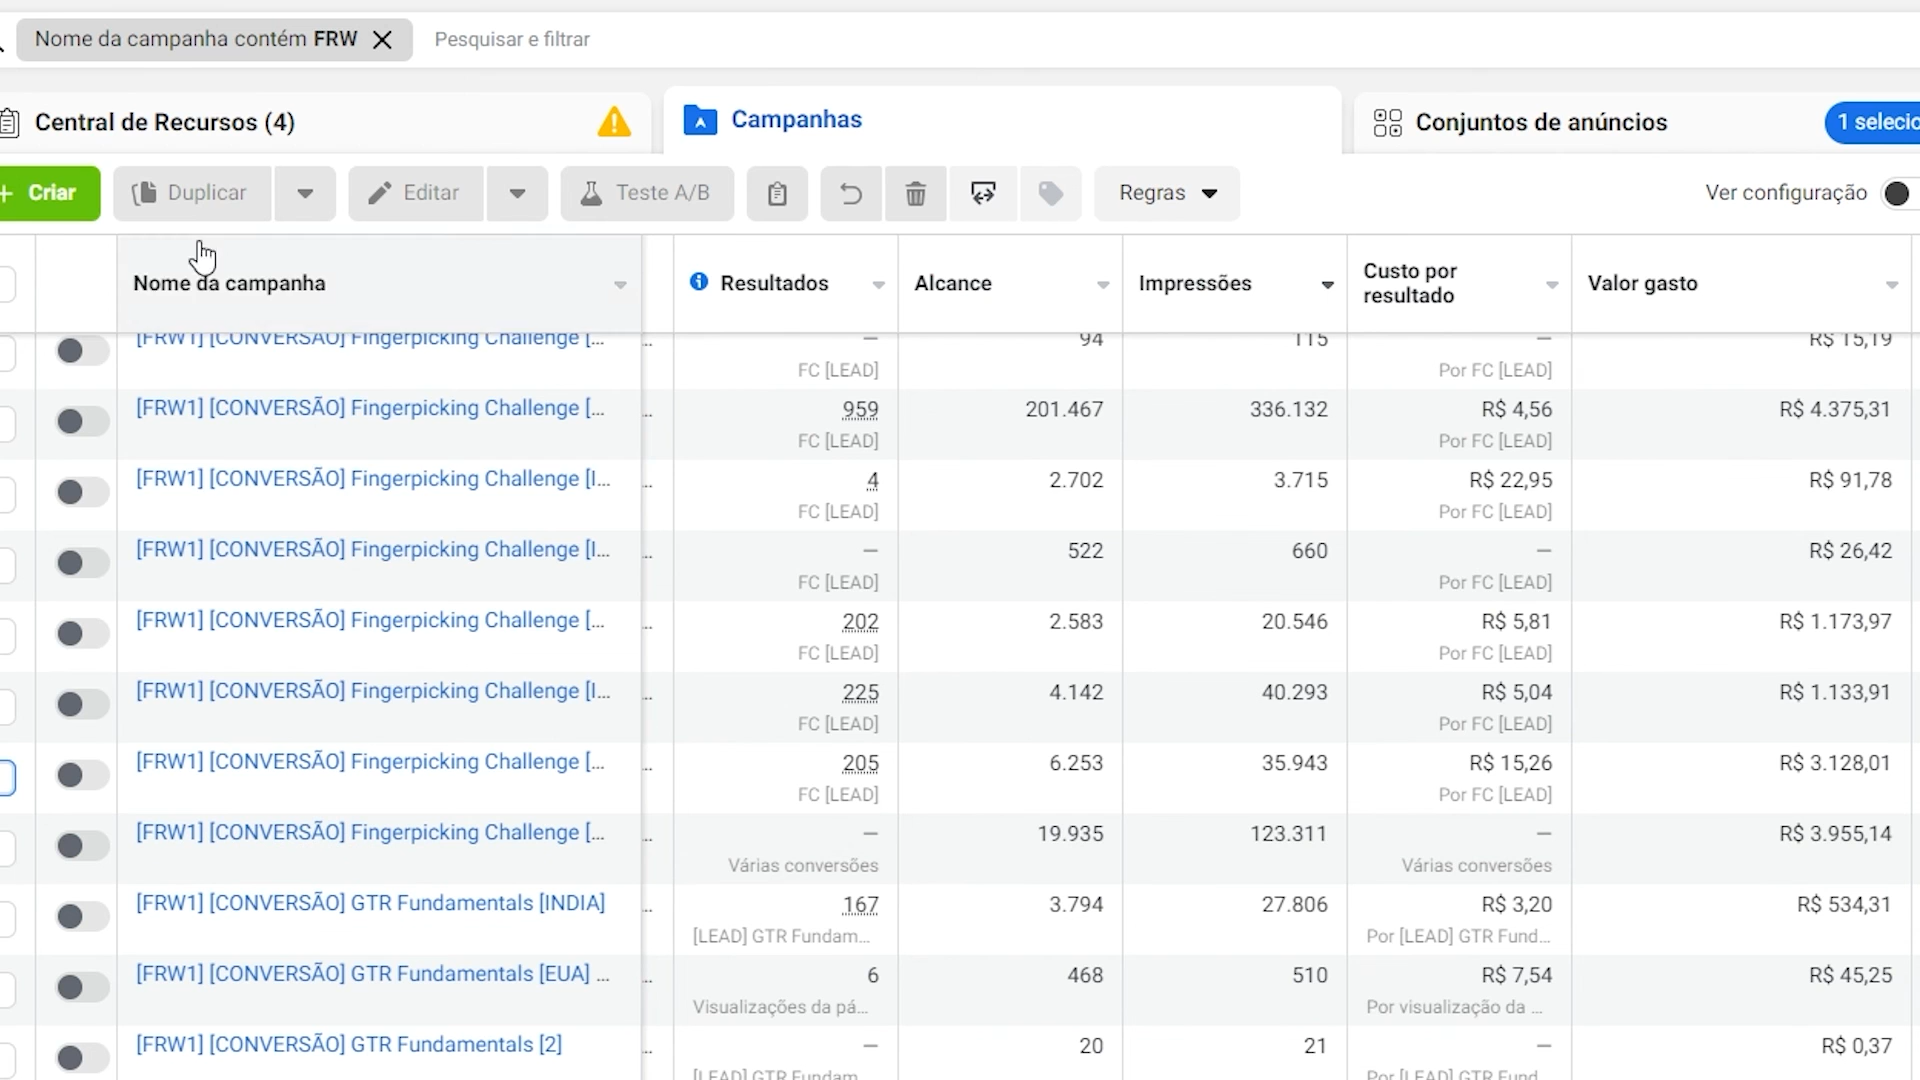 Nome da campanha contém FRW Pesquisar e filtrar
Central de Recursos (4) Campanhas Conjuntos de anúncios 1 selecio
+ Criar Duplicar Editar Teste A/B Regras Ver configuração
Nome da campanha Resultados Alcance Impressões Custo por resultado Valor gasto
[FRW1] [CONVERSÃO] Fingerpicking Challenge [... ... — 94 115 — R$ 15,19
FC [LEAD] Por FC [LEAD]
[FRW1] [CONVERSÃO] Fingerpicking Challenge [... ... 959 201.467 336.132 R$ 4,56 R$ 4.375,31
FC [LEAD] Por FC [LEAD]
[FRW1] [CONVERSÃO] Fingerpicking Challenge [I... ... 4 2.702 3.715 R$ 22,95 R$ 91,78
FC [LEAD] Por FC [LEAD]
[FRW1] [CONVERSÃO] Fingerpicking Challenge [I... ... — 522 660 — R$ 26,42
FC [LEAD] Por FC [LEAD]
[FRW1] [CONVERSÃO] Fingerpicking Challenge [... ... 202 2.583 20.546 R$ 5,81 R$ 1.173,97
FC [LEAD] Por FC [LEAD]
[FRW1] [CONVERSÃO] Fingerpicking Challenge [I... ... 225 4.142 40.293 R$ 5,04 R$ 1.133,91
FC [LEAD] Por FC [LEAD]
[FRW1] [CONVERSÃO] Fingerpicking Challenge [... ... 205 6.253 35.943 R$ 15,26 R$ 3.128,01
FC [LEAD] Por FC [LEAD]
[FRW1] [CONVERSÃO] Fingerpicking Challenge [... ... — 19.935 123.311 — R$ 3.955,14
Várias conversões Várias conversões
[FRW1] [CONVERSÃO] GTR Fundamentals [INDIA] ... 167 3.794 27.806 R$ 3,20 R$ 534,31
[LEAD] GTR Fundam... Por [LEAD] GTR Fund...
[FRW1] [CONVERSÃO] GTR Fundamentals [EUA] ... ... 6 468 510 R$ 7,54 R$ 45,25
Visualizações da pá... Por visualização da ...
[FRW1] [CONVERSÃO] GTR Fundamentals [2] ... — 20 21 — R$ 0,37
[LEAD] GTR Fundam... Por [LEAD] GTR Fund...